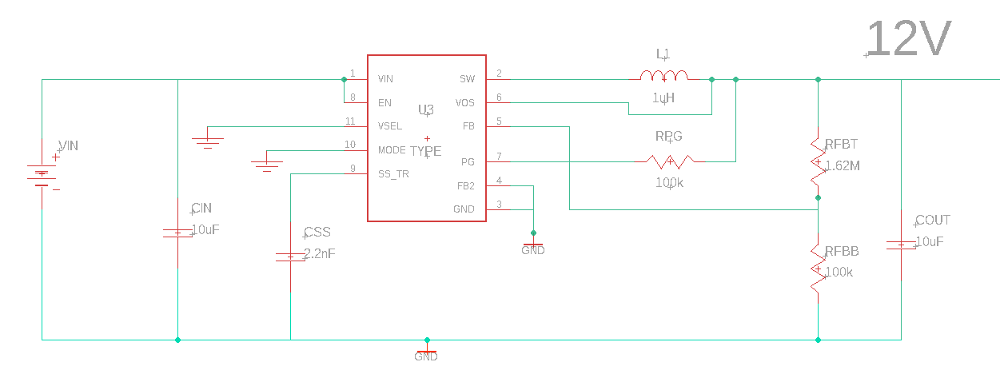 12V
L1
1uH
1 VIN SW 2
8 EN VOS 6
U3
11 VSEL FB 5
10 MODE TYPE
RPG
PG 7
100k
9 SS_TR
FB2 4
GND 3
VIN
+
-
RFBT
1.62M
CIN
10uF
CSS
2.2nF
GND
COUT
10uF
RFBB
100k
GND